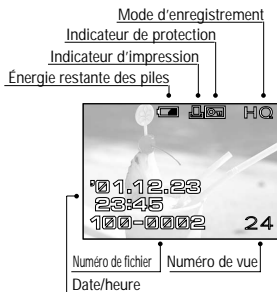 Mode d'enregistrement
Indicateur de protection
Indicateur d'impression
Énergie restante des piles
HQ
'01.12.23
23:45
100-0002 24
Numéro de fichier Numéro de vue
Date/heure